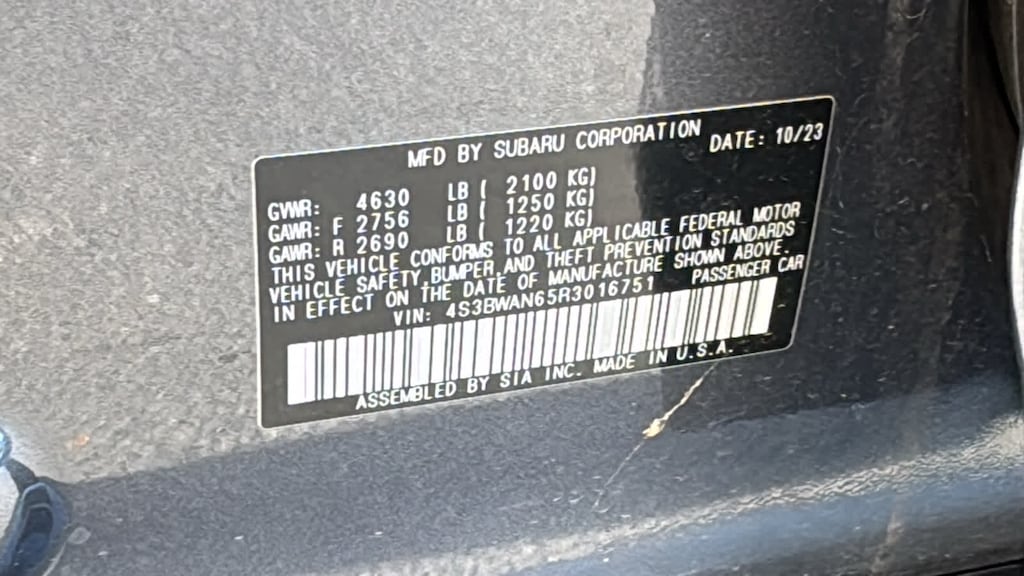 MFD BY SUBARU CORPORATION DATE: 10/23
GVWR: 4630 LB ( 2100 KG)
GAWR: F 2756 LB ( 1250 KG)
GAWR: R 2690 LB ( 1220 KG)
THIS VEHICLE CONFORMS TO ALL APPLICABLE FEDERAL MOTOR
VEHICLE SAFETY, BUMPER, AND THEFT PREVENTION STANDARDS
IN EFFECT ON THE DATE OF MANUFACTURE SHOWN ABOVE.
VIN: 4S3BWAN65R3016751 PASSENGER CAR
ASSEMBLED BY SIA INC. MADE IN U.S.A.